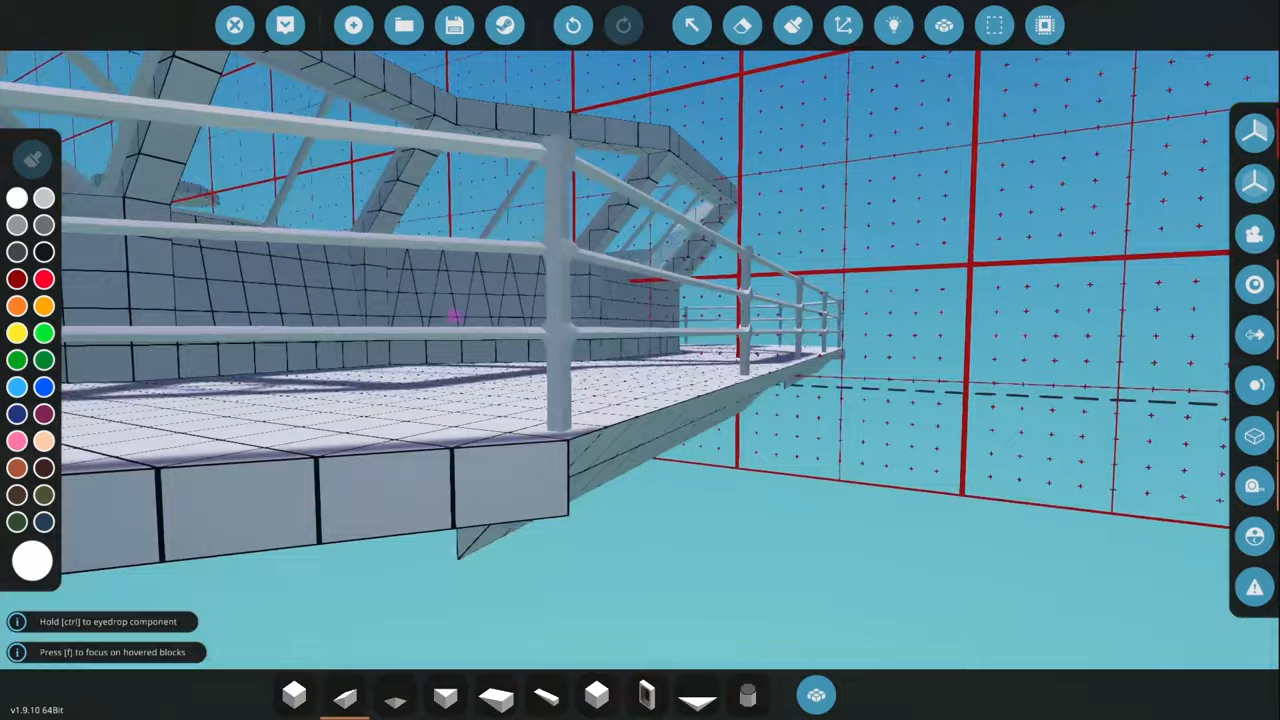 Hold [ctrl] to eyedrop component
Press [f] to focus on hovered blocks
v1.9.10 64Bit